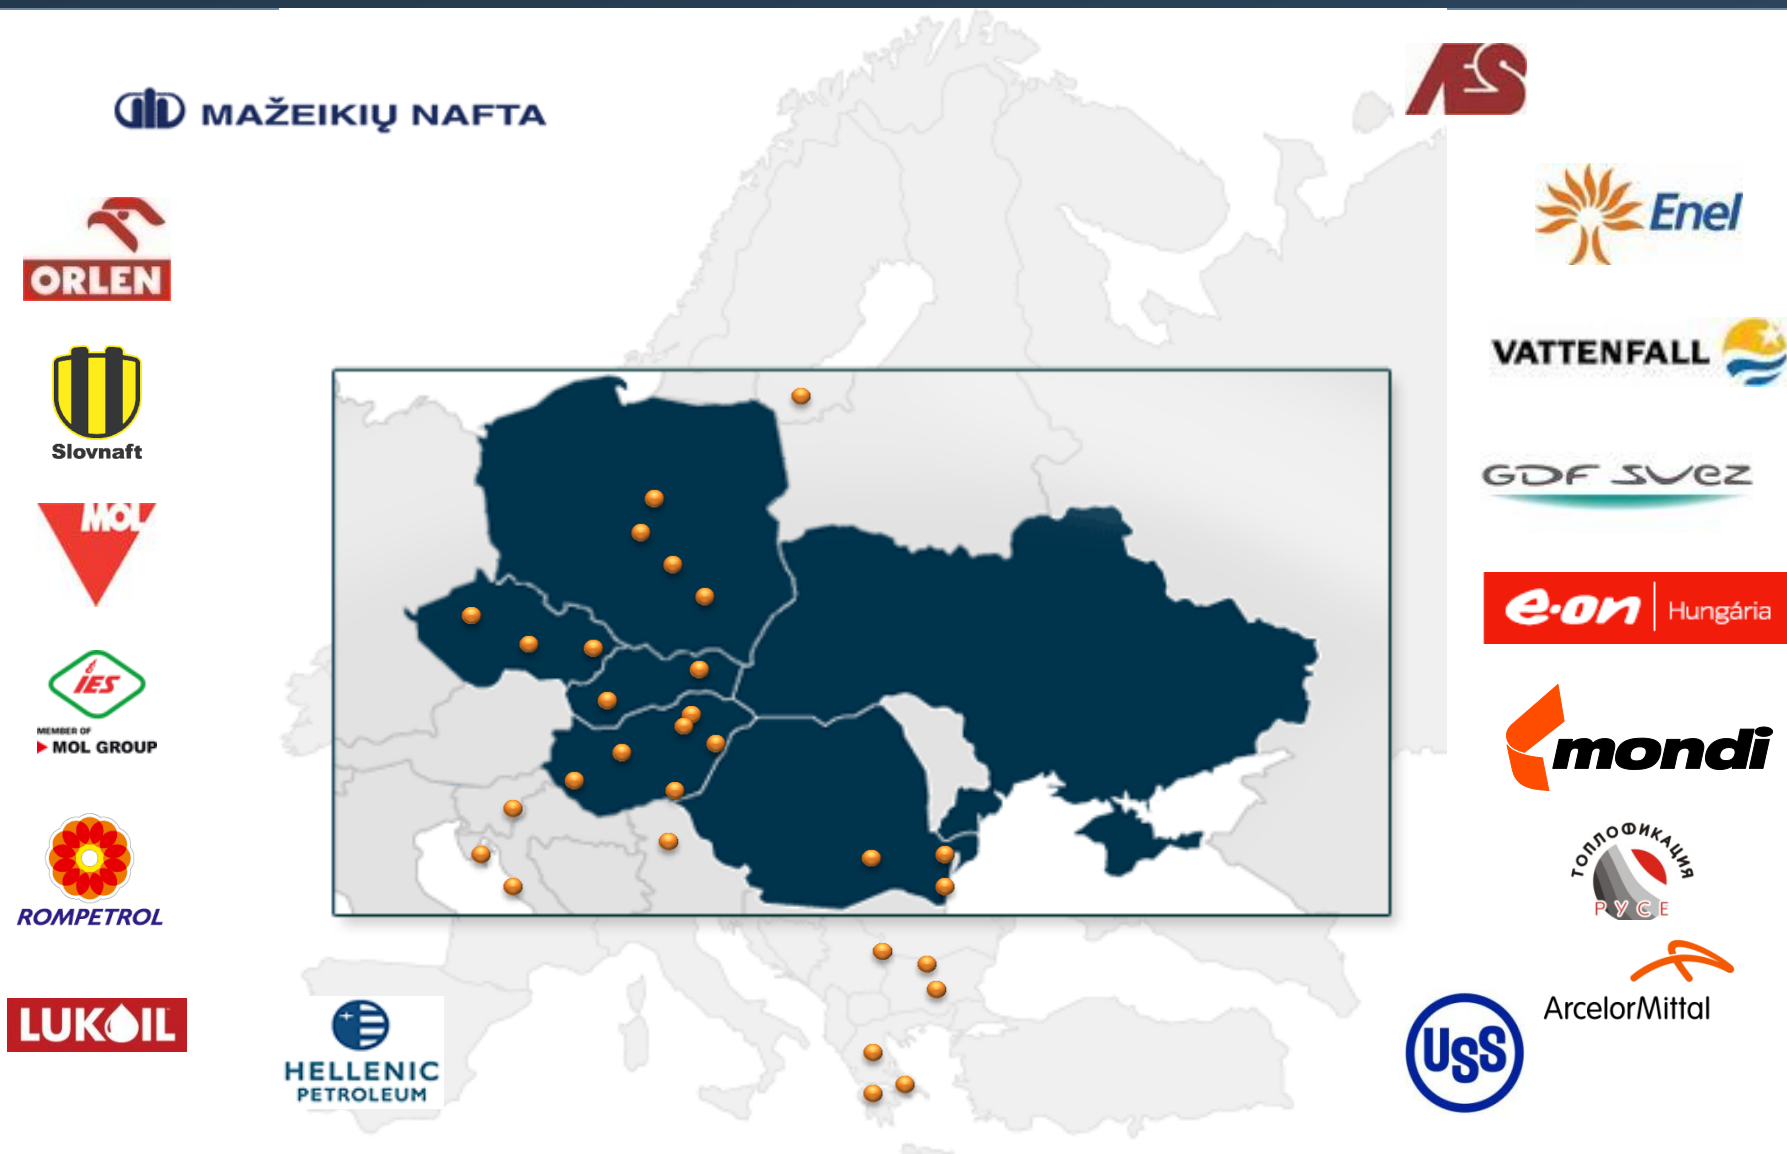 MAŽEIKIŲ NAFTA
AES
ORLEN
Enel
Slovnaft
VATTENFALL
MOL
GDF SUEZ
iES
MEMBER OF
MOL GROUP
e·on Hungária
mondi
ROMPETROL
ТОПЛОФИКАЦИЯ
РУСЕ
LUKOIL
HELLENIC
PETROLEUM
ArcelorMittal
USS